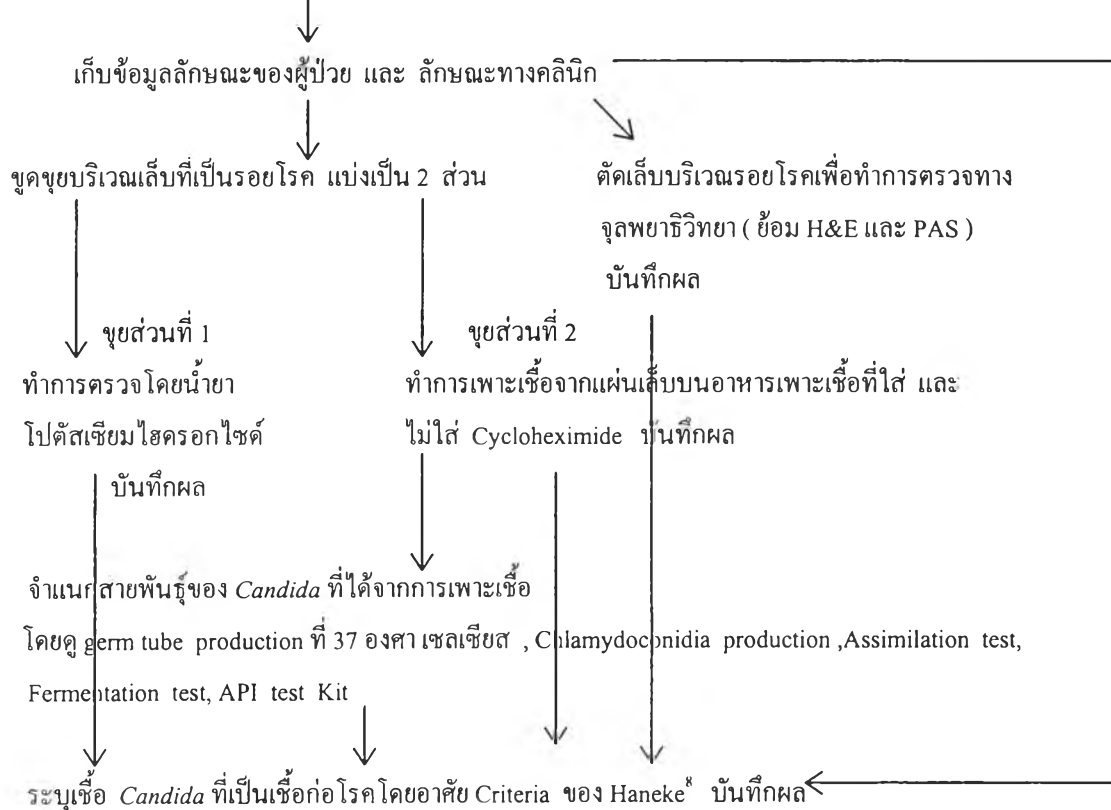 เก็บข้อมูลลักษณะของผู้ป่วย และ ลักษณะทางคลินิก
ขูดขุยบริเวณเล็บที่เป็นรอยโรค แบ่งเป็น 2 ส่วน
ตัดเล็บบริเวณรอยโรคเพื่อทำการตรวจทาง
จุลพยาธิวิทยา ( ย้อม H&E และ PAS )
บันทึกผล
ขุยส่วนที่ 1
ทำการตรวจโดยน้ำยา
โปตัสเซียมไฮดรอกไซด์
บันทึกผล
ขุยส่วนที่ 2
ทำการเพาะเชื้อจากแผ่นเล็บบนอาหารเพาะเชื้อที่ใส่ และ
ไม่ใส่ Cycloheximide บันทึกผล
จำแนกสายพันธุ์ของ Candida ที่ได้จากการเพาะเชื้อ
โดยดู germ tube production ที่ 37 องศา เซลเซียส , Chlamydoconidia production ,Assimilation test,
Fermentation test, API test Kit
ระบุเชื้อ Candida ที่เป็นเชื้อก่อโรคโดยอาศัย Criteria ของ Haneke⁸ บันทึกผล